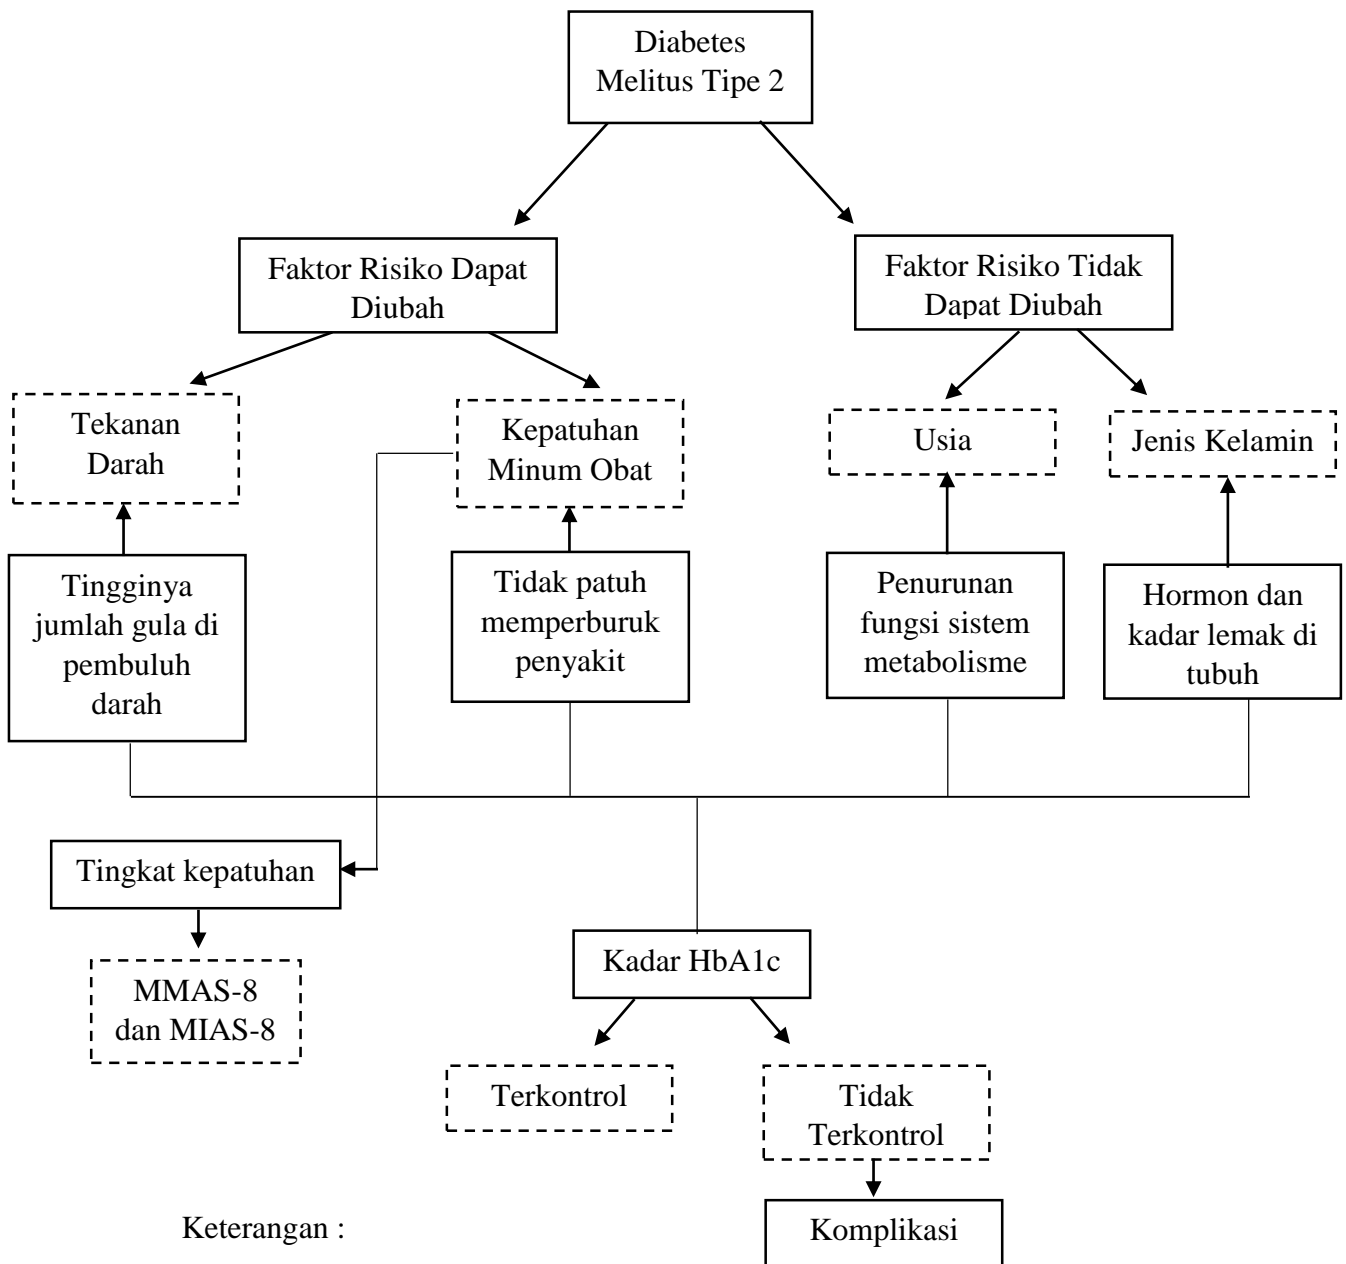 Diabetes
Melitus Tipe 2
Faktor Risiko Dapat
Diubah
Faktor Risiko Tidak
Dapat Diubah
Tekanan
Darah
Kepatuhan
Minum Obat
Usia
Jenis Kelamin
Tingginya
jumlah gula di
pembuluh
darah
Tidak patuh
memperburuk
penyakit
Penurunan
fungsi sistem
metabolisme
Hormon dan
kadar lemak di
tubuh
Tingkat kepatuhan
MMAS-8
dan MIAS-8
Kadar HbA1c
Terkontrol
Tidak
Terkontrol
Komplikasi
Keterangan :